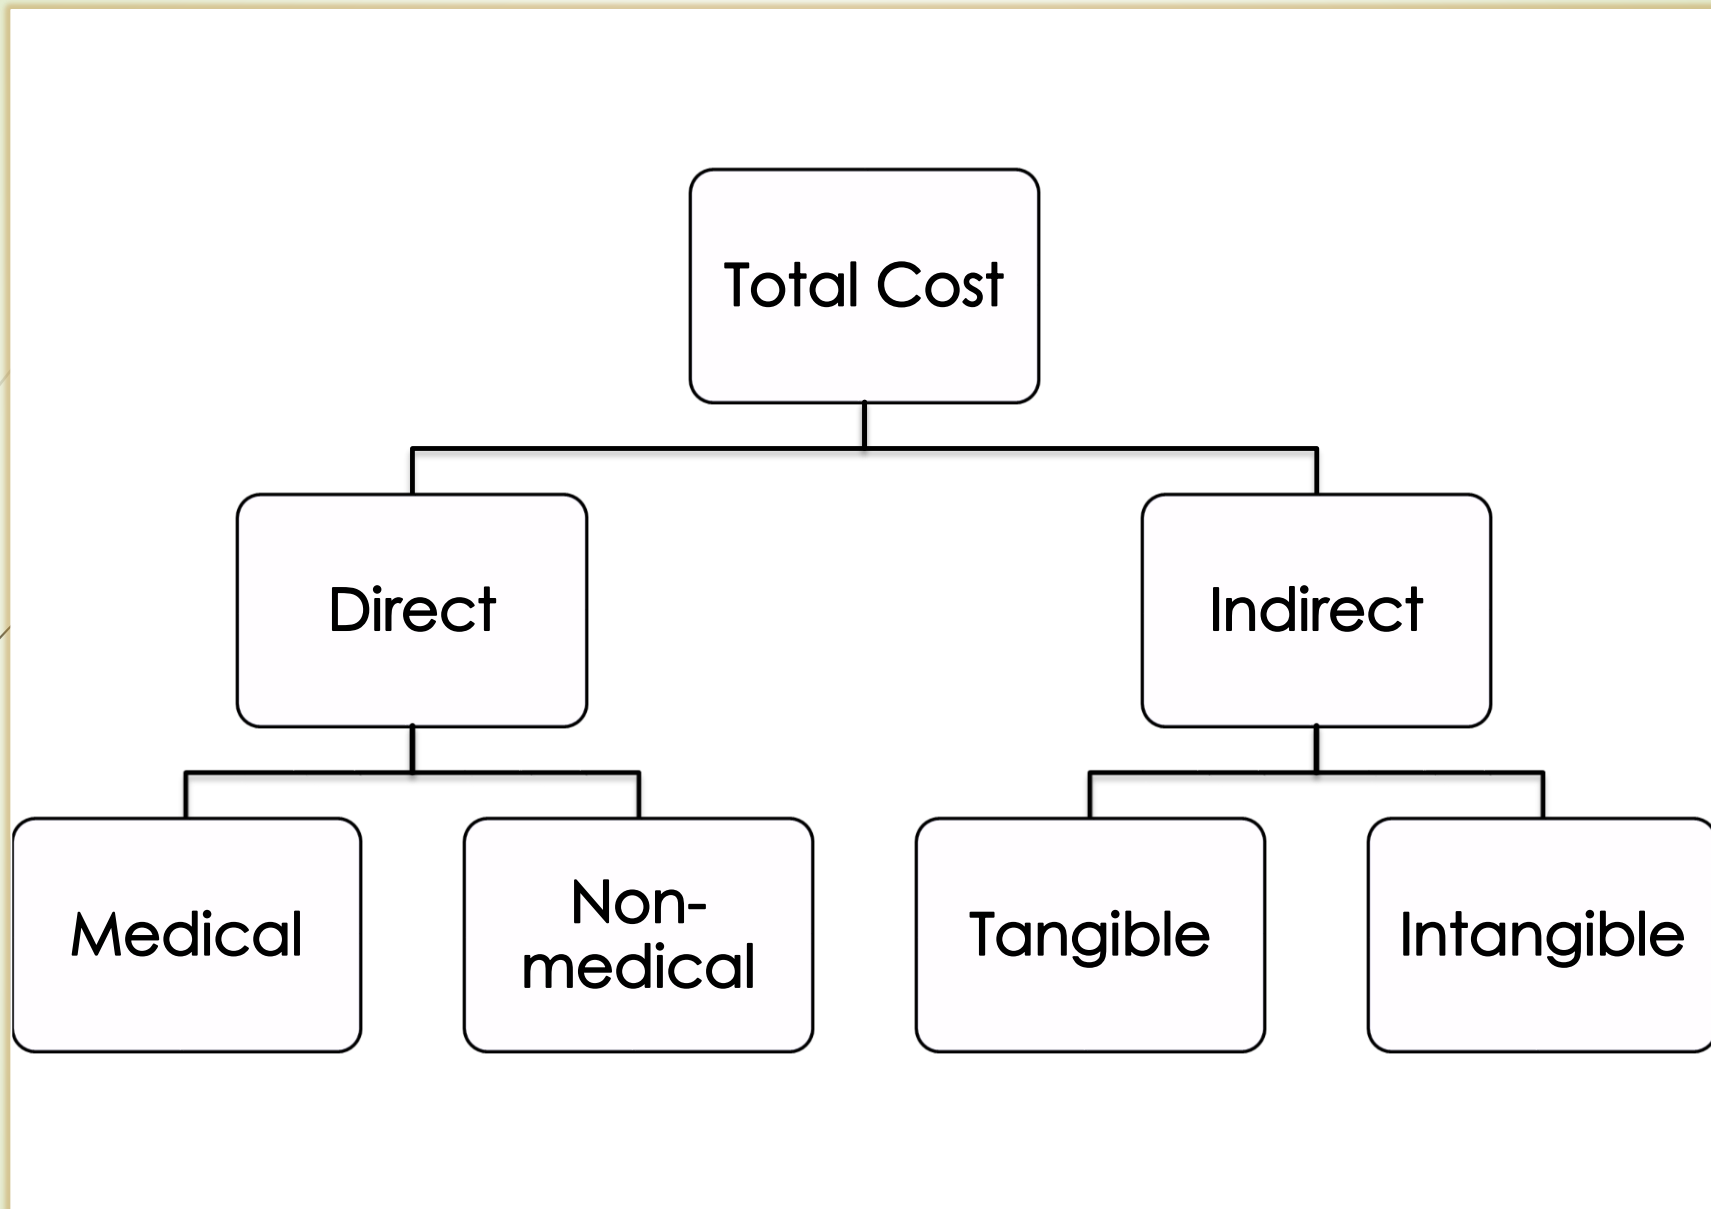 Total Cost
Direct
Indirect
Medical
Non-
medical
Tangible
Intangible